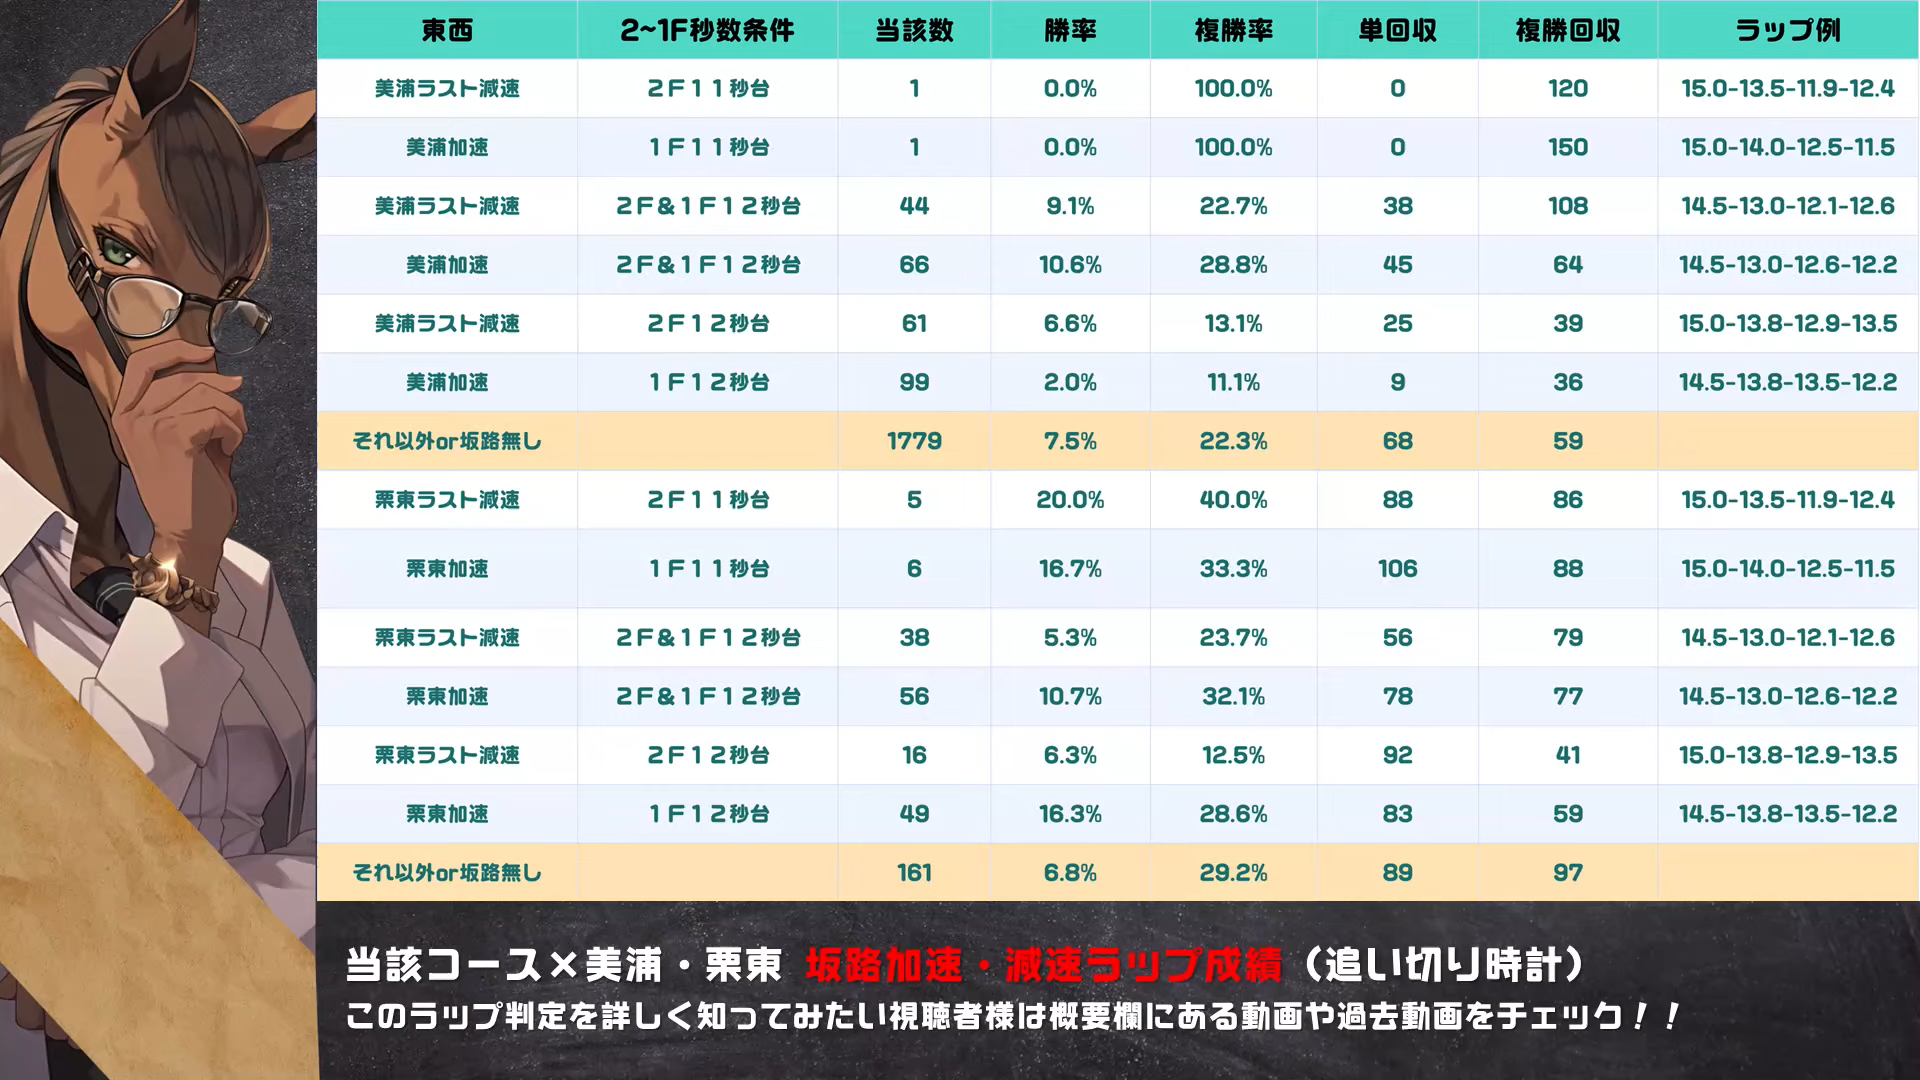 東西 2~1F秒数条件 当該数 勝率 複勝率 単回収 複勝回収 ラップ例
美浦ラスト減速 2F11秒台 1 0.0% 100.0% 0 120 15.0-13.5-11.9-12.4
美浦加速 1F11秒台 1 0.0% 100.0% 0 150 15.0-14.0-12.5-11.5
美浦ラスト減速 2F&1F12秒台 44 9.1% 22.7% 38 108 14.5-13.0-12.1-12.6
美浦加速 2F&1F12秒台 66 10.6% 28.8% 45 64 14.5-13.0-12.6-12.2
美浦ラスト減速 2F12秒台 61 6.6% 13.1% 25 39 15.0-13.8-12.9-13.5
美浦加速 1F12秒台 99 2.0% 11.1% 9 36 14.5-13.8-13.5-12.2
それ以外or坂路無し 1779 7.5% 22.3% 68 59
栗東ラスト減速 2F11秒台 5 20.0% 40.0% 88 86 15.0-13.5-11.9-12.4
栗東加速 1F11秒台 6 16.7% 33.3% 106 88 15.0-14.0-12.5-11.5
栗東ラスト減速 2F&1F12秒台 38 5.3% 23.7% 56 79 14.5-13.0-12.1-12.6
栗東加速 2F&1F12秒台 56 10.7% 32.1% 78 77 14.5-13.0-12.6-12.2
栗東ラスト減速 2F12秒台 16 6.3% 12.5% 92 41 15.0-13.8-12.9-13.5
栗東加速 1F12秒台 49 16.3% 28.6% 83 59 14.5-13.8-13.5-12.2
それ以外or坂路無し 161 6.8% 29.2% 89 97
当該コース×美浦・栗東 坂路加速・減速ラップ成績（追い切り時計）
このラップ判定を詳しく知ってみたい視聴者様は概要欄にある動画や過去動画をチェック！！